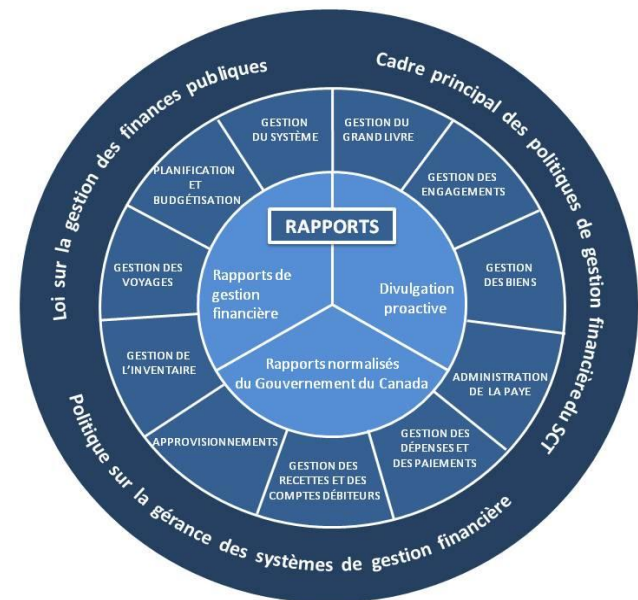 Loi sur la gestion des finances publiques
Cadre principal des politiques de gestion financière du SCT
Politique sur la gérance des systèmes de gestion financière
GESTION
DU SYSTÈME
GESTION DU
GRAND LIVRE
GESTION DES
ENGAGEMENTS
GESTION
DES BIENS
ADMINISTRATION
DE LA PAYE
GESTION DES
DÉPENSES ET
DES PAIEMENTS
GESTION DES
RECETTES ET DES
COMPTES DÉBITEURS
APPROVISIONNEMENTS
GESTION DE
L'INVENTAIRE
GESTION DES
VOYAGES
PLANIFICATION
ET
BUDGÉTISATION
RAPPORTS
Rapports de
gestion
financière
Divulgation
proactive
Rapports normalisés
du Gouvernement du Canada